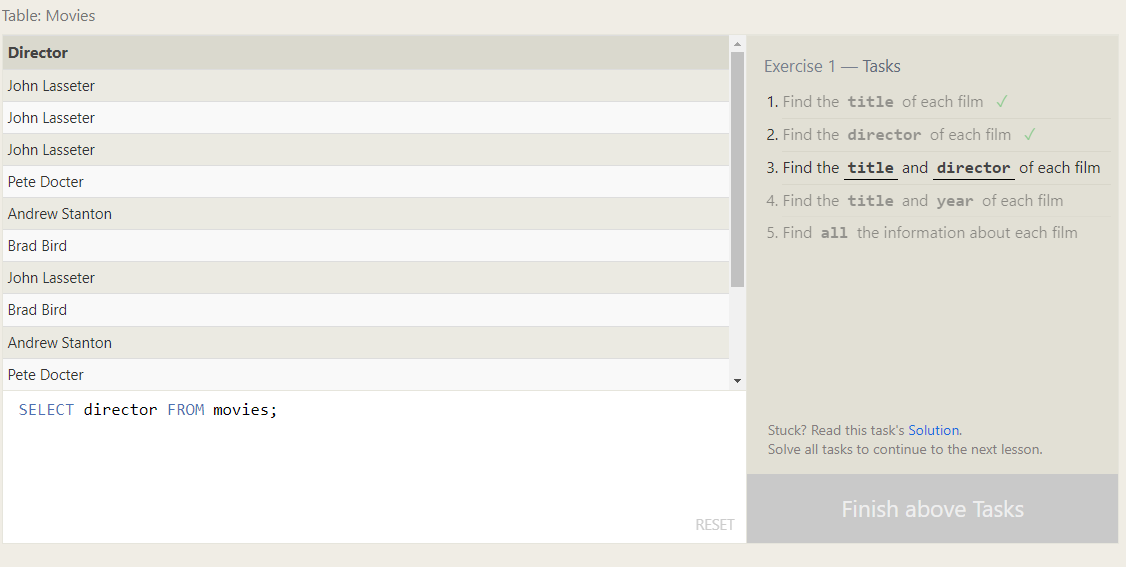 Table: Movies
Director
John Lasseter
John Lasseter
John Lasseter
Pete Docter
Andrew Stanton
Brad Bird
John Lasseter
Brad Bird
Andrew Stanton
Pete Docter
SELECT director FROM movies;
RESET
Exercise 1 — Tasks
1. Find the title of each film ✓
2. Find the director of each film ✓
3. Find the title and director of each film
4. Find the title and year of each film
5. Find all the information about each film
Stuck? Read this task's Solution.
Solve all tasks to continue to the next lesson.
Finish above Tasks